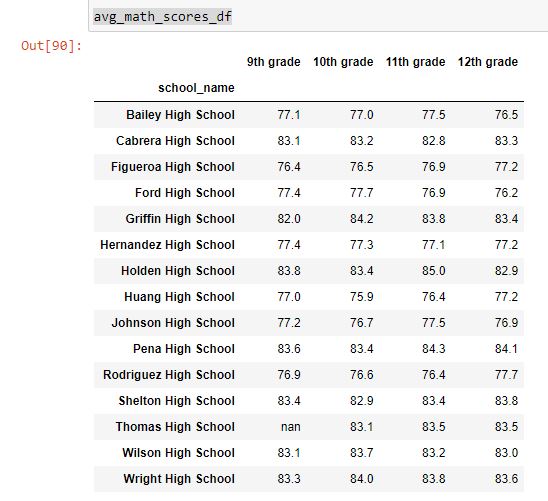 avg_math_scores_df
Out[90]:
9th grade 10th grade 11th grade 12th grade
school_name
Bailey High School 77.1 77.0 77.5 76.5
Cabrera High School 83.1 83.2 82.8 83.3
Figueroa High School 76.4 76.5 76.9 77.2
Ford High School 77.4 77.7 76.9 76.2
Griffin High School 82.0 84.2 83.8 83.4
Hernandez High School 77.4 77.3 77.1 77.2
Holden High School 83.8 83.4 85.0 82.9
Huang High School 77.0 75.9 76.4 77.2
Johnson High School 77.2 76.7 77.5 76.9
Pena High School 83.6 83.4 84.3 84.1
Rodriguez High School 76.9 76.6 76.4 77.7
Shelton High School 83.4 82.9 83.4 83.8
Thomas High School nan 83.1 83.5 83.5
Wilson High School 83.1 83.7 83.2 83.0
Wright High School 83.3 84.0 83.8 83.6